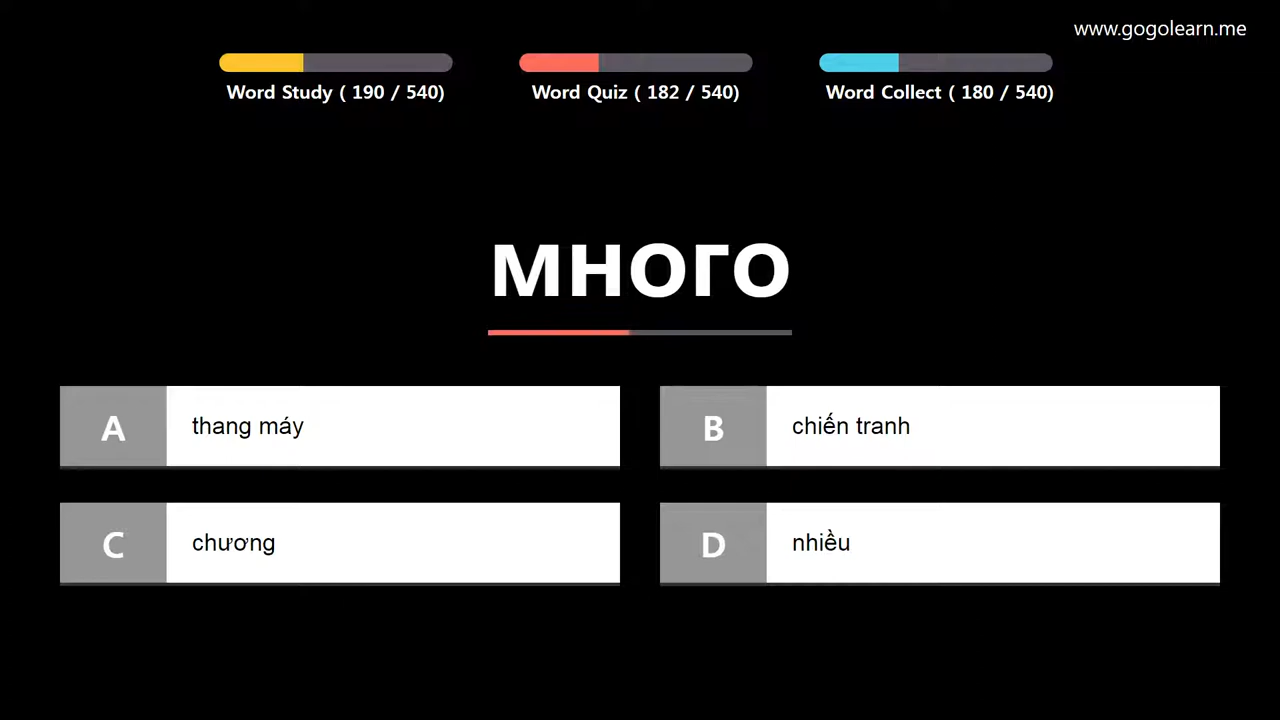 www.gogolearn.me
Word Study ( 190 / 540)
Word Quiz ( 182 / 540)
Word Collect ( 180 / 540)
много
A
thang máy
B
chiến tranh
C
chương
D
nhiều